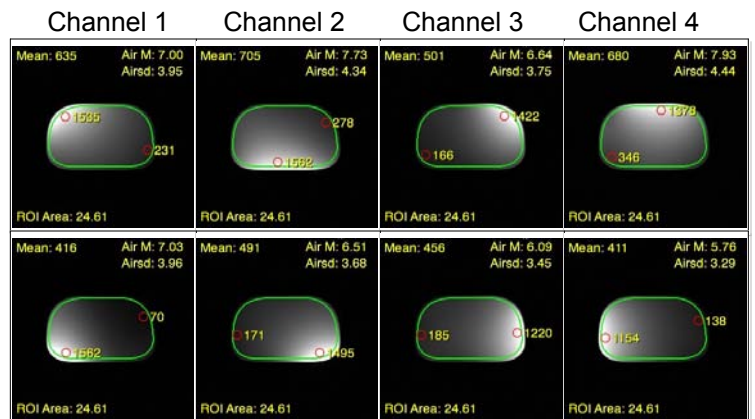 Channel 1 Channel 2 Channel 3 Channel 4
Mean: 635 Air M: 7.00 Mean: 705 Air M: 7.73 Mean: 501 Air M: 6.64 Mean: 680 Air M: 7.93
Airsd: 3.95 Airsd: 4.34 Airsd: 3.75 Airsd: 4.44
1535 278 1422 1378
231 1562 166 346
ROI Area: 24.61 ROI Area: 24.61 ROI Area: 24.61 ROI Area: 24.61
Mean: 416 Air M: 7.03 Mean: 491 Air M: 6.51 Mean: 456 Air M: 6.09 Mean: 411 Air M: 5.76
Airsd: 3.96 Airsd: 3.68 Airsd: 3.45 Airsd: 3.29
70 171 185 1220 138
1562 1495 1154
ROI Area: 24.61 ROI Area: 24.61 ROI Area: 24.61 ROI Area: 24.61